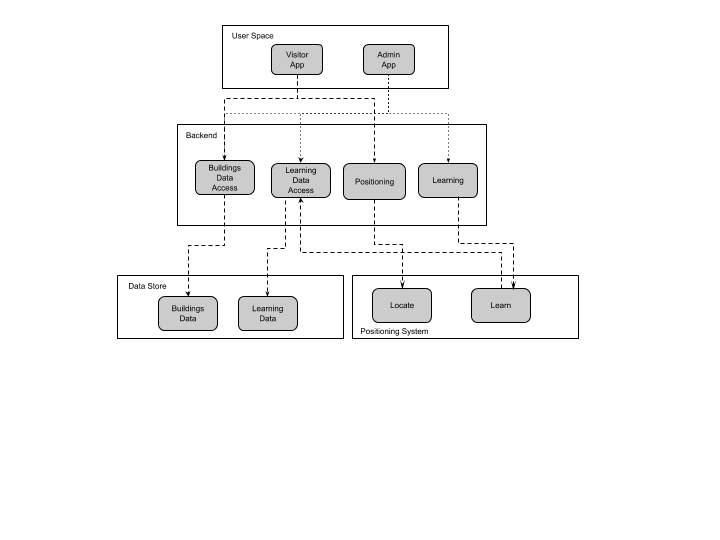 User Space
Visitor
App
Admin
App
Backend
Buildings
Data
Access
Learning
Data
Access
Positioning
Learning
Data Store
Buildings
Data
Learning
Data
Locate
Learn
Positioning System